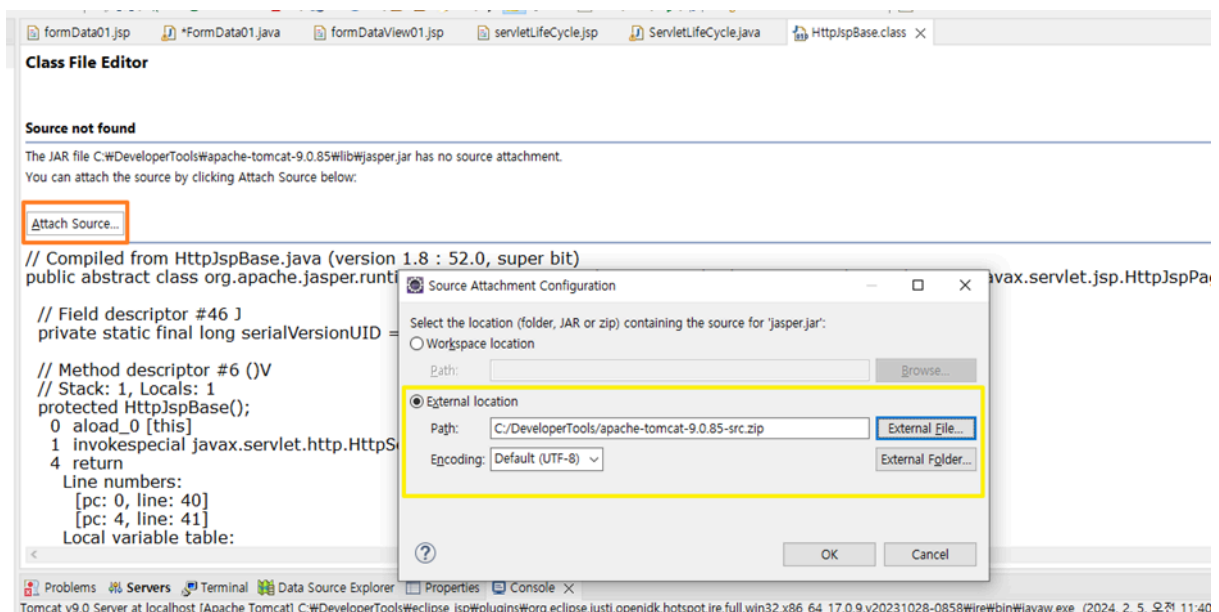 formData01.jsp
*FormData01.java
formDataView01.jsp
servletLifeCycle.jsp
ServletLifeCycle.java
HttpJspBase.class
Class File Editor
Source not found
The JAR file C:₩DeveloperTools₩apache-tomcat-9.0.85₩lib₩jasper.jar has no source attachment.
You can attach the source by clicking Attach Source below:
Attach Source...
// Compiled from HttpJspBase.java (version 1.8 : 52.0, super bit)
public abstract class org.apache.jasper.runti
avax.servlet.jsp.HttpJspPa
// Field descriptor #46 J
private static final long serialVersionUID =
// Method descriptor #6 ()V
// Stack: 1, Locals: 1
protected HttpJspBase();
0 aload_0 [this]
1 invokespecial javax.servlet.http.HttpSe
4 return
Line numbers:
[pc: 0, line: 40]
[pc: 4, line: 41]
Local variable table:
Source Attachment Configuration
Select the location (folder, JAR or zip) containing the source for 'jasper.jar':
Workspace location
Path:
Browse...
External location
Path: C:/DeveloperTools/apache-tomcat-9.0.85-src.zip External File...
Encoding: Default (UTF-8) External Folder...
OK Cancel
Problems Servers Terminal Data Source Explorer Properties Console
Tomcat v9.0 Server at localhost [Apache Tomcat] C:₩DeveloperTools₩eclipse_jsp₩plugins₩org.eclipse.justj.openjdk.hotspot.jre.full.win32.x86_64_17.0.9.v20231028-0858₩jre₩bin₩javaw.exe (2024. 2. 5. 오전 11:40